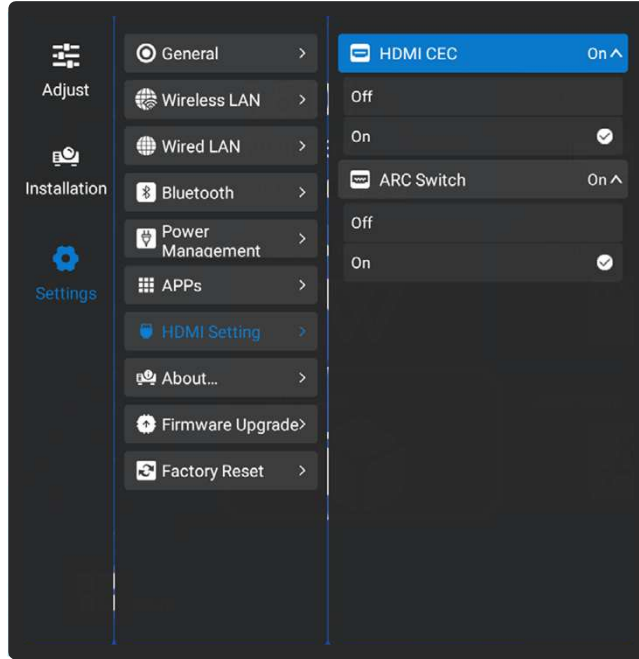 Adjust
Installation
Settings
General
Wireless LAN
Wired LAN
Bluetooth
Power
Management
APPs
HDMI Setting
About...
Firmware Upgrade
Factory Reset
HDMI CEC On
Off
On
ARC Switch On
Off
On